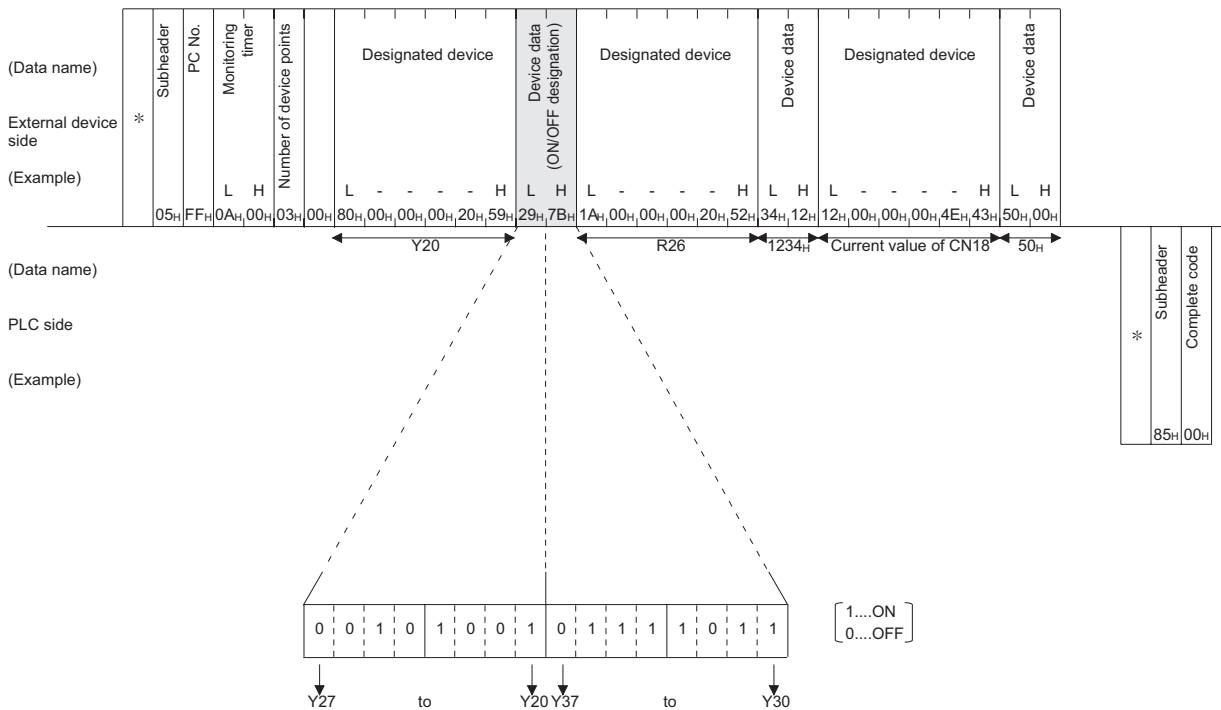 (Data name)
External device side
(Example)
*
Subheader
PC No.
Monitoring timer
Number of device points
Designated device
Device data (ON/OFF designation)
Designated device
Device data
Designated device
Device data
L H L - - - - H L H L - - - - H L H L - - - - H L H
05H FFH 0AH 00H 03H 00H 80H 00H 00H 00H 20H 59H 29H 7BH 1AH 00H 00H 00H 20H 52H 34H 12H 12H 00H 00H 00H 4EH 43H 50H 00H
Y20 R26 1234H Current value of CN18 50H
(Data name)
PLC side
(Example)
*
Subheader
Complete code
85H 00H
0 0 1 0 1 0 0 1 0 1 1 1 1 0 1 1
1....ON
0....OFF
Y27 to Y20 Y37 to Y30